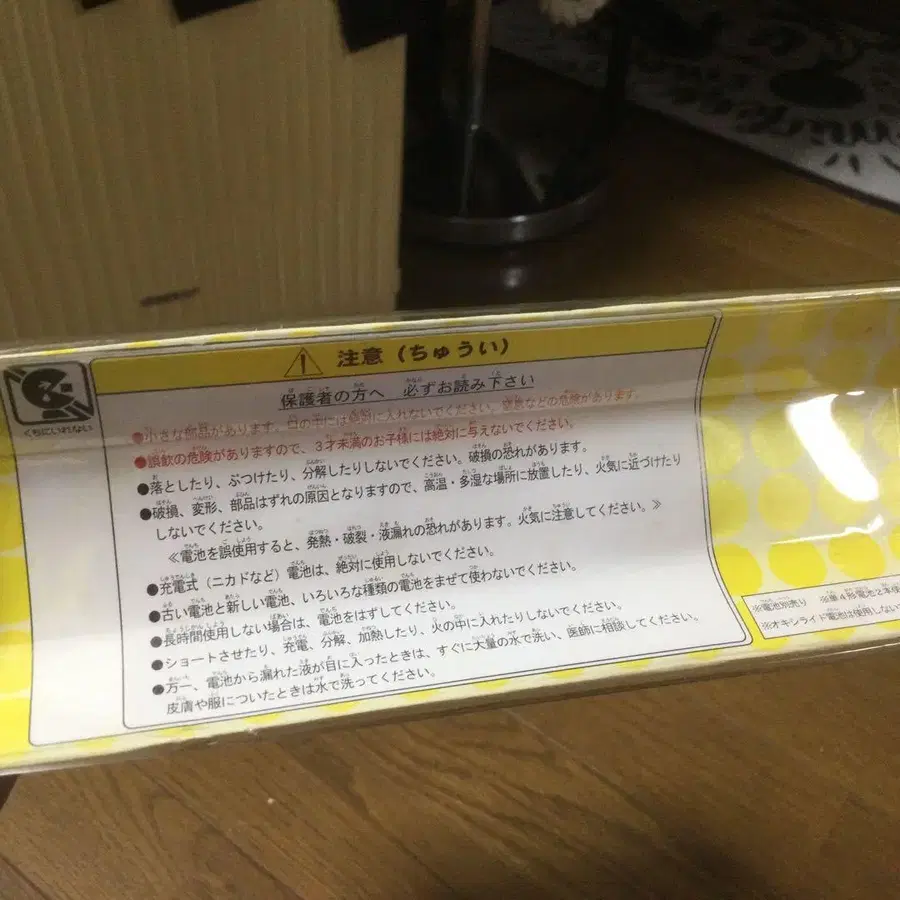 くちにいれない
注意（ちゅうい）
保護者の方へ 必ずお読み下さい
●小さな部品があります。口の中には絶対に入れないでください。窒息などの危険があります。
●誤飲の危険がありますので、3才未満のお子様には絶対に与えないでください。
●落としたり、ぶつけたり、分解したりしないでください。破損の恐れがあります。
●破損、変形、部品はずれの原因となりますので、高温・多湿な場所に放置したり、火気に近づけたり
しないでください。
≪電池を誤使用すると、発熱・破裂・液漏れの恐れがあります。火気に注意してください。≫
●充電式（ニカドなど）電池は、絶対に使用しないでください。
●古い電池と新しい電池、いろいろな種類の電池をまぜて使わないでください。
●長時間使用しない場合は、電池をはずしてください。
●ショートさせたり、充電、分解、加熱したり、火の中に入れたりしないでください。
●万一、電池から漏れた液が目に入ったときは、すぐに大量の水で洗い、医師に相談してください。
皮膚や服についたときは水で洗ってください。
※電池別売り ※単4形電池2本使
※オキシライド電池は使用しない